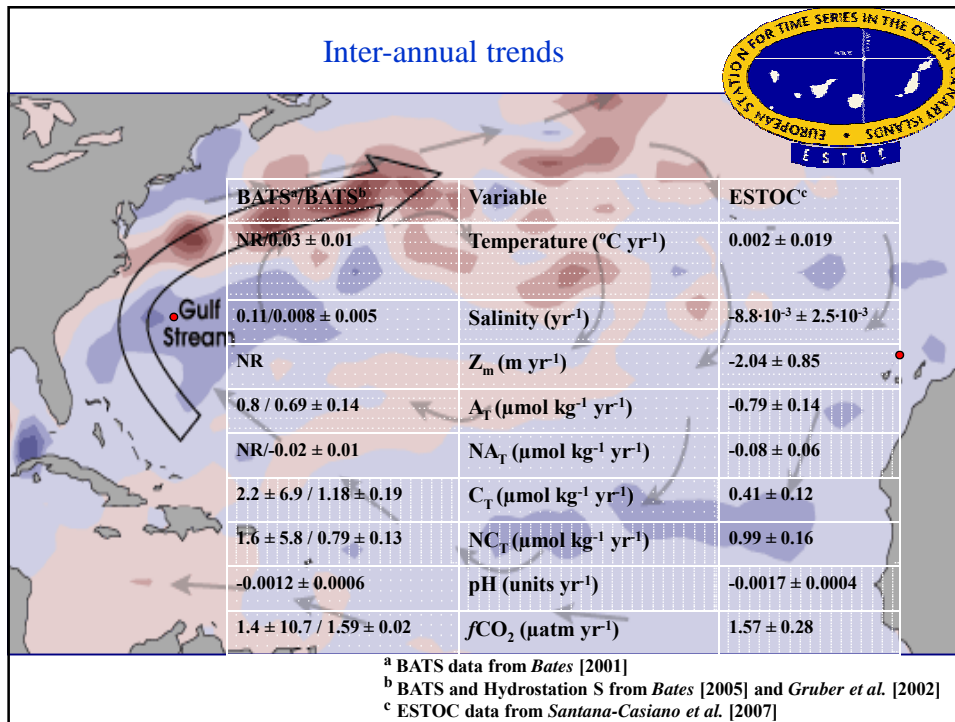 Inter-annual trends
EUROPEAN STATION FOR TIME SERIES IN THE OCEAN CANARY ISLANDS
E S T O C
Gulf
Stream
BATSᵃ/BATSᵇ Variable ESTOCᶜ
NR/0.03 ± 0.01 Temperature (ºC yr⁻¹) 0.002 ± 0.019
0.11/0.008 ± 0.005 Salinity (yr⁻¹) -8.8·10⁻³ ± 2.5·10⁻³
NR Zₘ (m yr⁻¹) -2.04 ± 0.85
0.8 / 0.69 ± 0.14 A_T (µmol kg⁻¹ yr⁻¹) -0.79 ± 0.14
NR/-0.02 ± 0.01 NA_T (µmol kg⁻¹ yr⁻¹) -0.08 ± 0.06
2.2 ± 6.9 / 1.18 ± 0.19 C_T (µmol kg⁻¹ yr⁻¹) 0.41 ± 0.12
1.6 ± 5.8 / 0.79 ± 0.13 NC_T (µmol kg⁻¹ yr⁻¹) 0.99 ± 0.16
-0.0012 ± 0.0006 pH (units yr⁻¹) -0.0017 ± 0.0004
1.4 ± 10.7 / 1.59 ± 0.02 fCO₂ (µatm yr⁻¹) 1.57 ± 0.28
ᵃ BATS data from Bates [2001]
ᵇ BATS and Hydrostation S from Bates [2005] and Gruber et al. [2002]
ᶜ ESTOC data from Santana-Casiano et al. [2007]